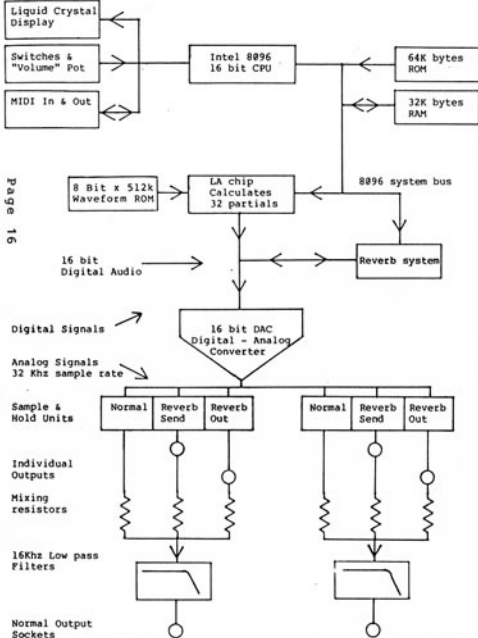 Liquid Crystal
Display
Switches &
"Volume" Pot
MIDI In & Out
Intel 8096
16 bit CPU
64K bytes
ROM
32K bytes
RAM
Page 16
8 Bit x 512k
Waveform ROM
LA chip
Calculates
32 partials
8096 system bus
16 bit
Digital Audio
Reverb system
Digital Signals
16 bit DAC
Digital - Analog
Converter
Analog Signals
32 Khz sample rate
Sample &
Hold Units
Normal
Reverb
Send
Reverb
Out
Normal
Reverb
Send
Reverb
Out
Individual
Outputs
Mixing
resistors
16Khz Low pass
Filters
Normal Output
Sockets